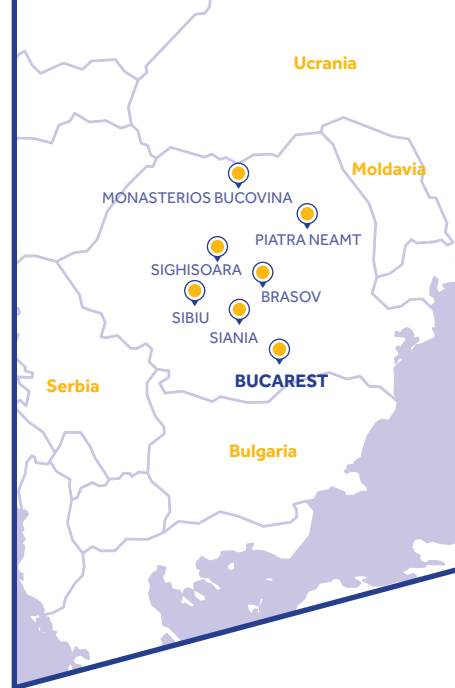 Ucrania
Moldavia
MONASTERIOS BUCOVINA
PIATRA NEAMT
SIGHISOARA
BRASOV
SIBIU
SIANIA
BUCAREST
Serbia
Bulgaria